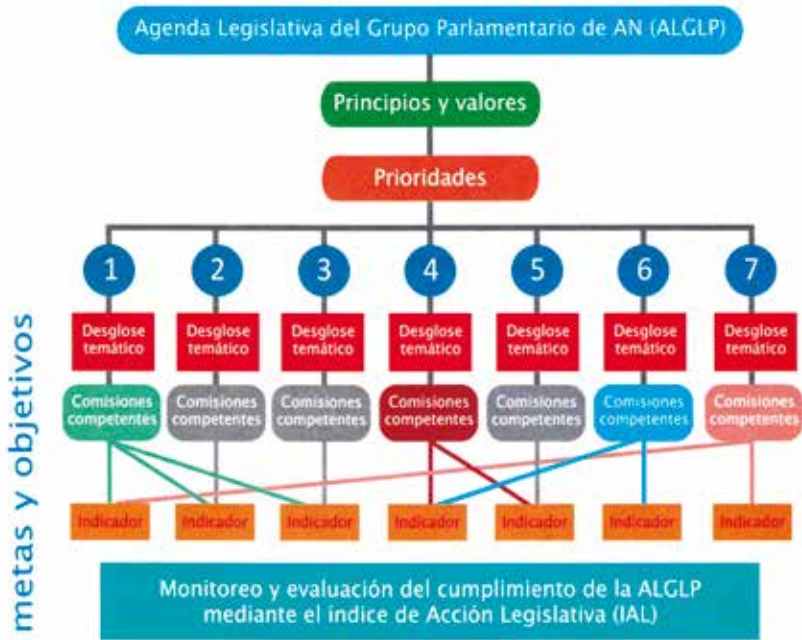 Agenda Legislativa del Grupo Parlamentario de AN (ALGLP)
Principios y valores
Prioridades
1 2 3 4 5 6 7
Desglose Desglose Desglose Desglose Desglose Desglose Desglose
temático temático temático temático temático temático temático
Comisiones Comisiones Comisiones Comisiones Comisiones Comisiones Comisiones
competentes competentes competentes competentes competentes competentes competentes
Indicador Indicador Indicador Indicador Indicador Indicador Indicador
Monitoreo y evaluación del cumplimiento de la ALGLP
mediante el índice de Acción Legislativa (IAL)
metas y objetivos